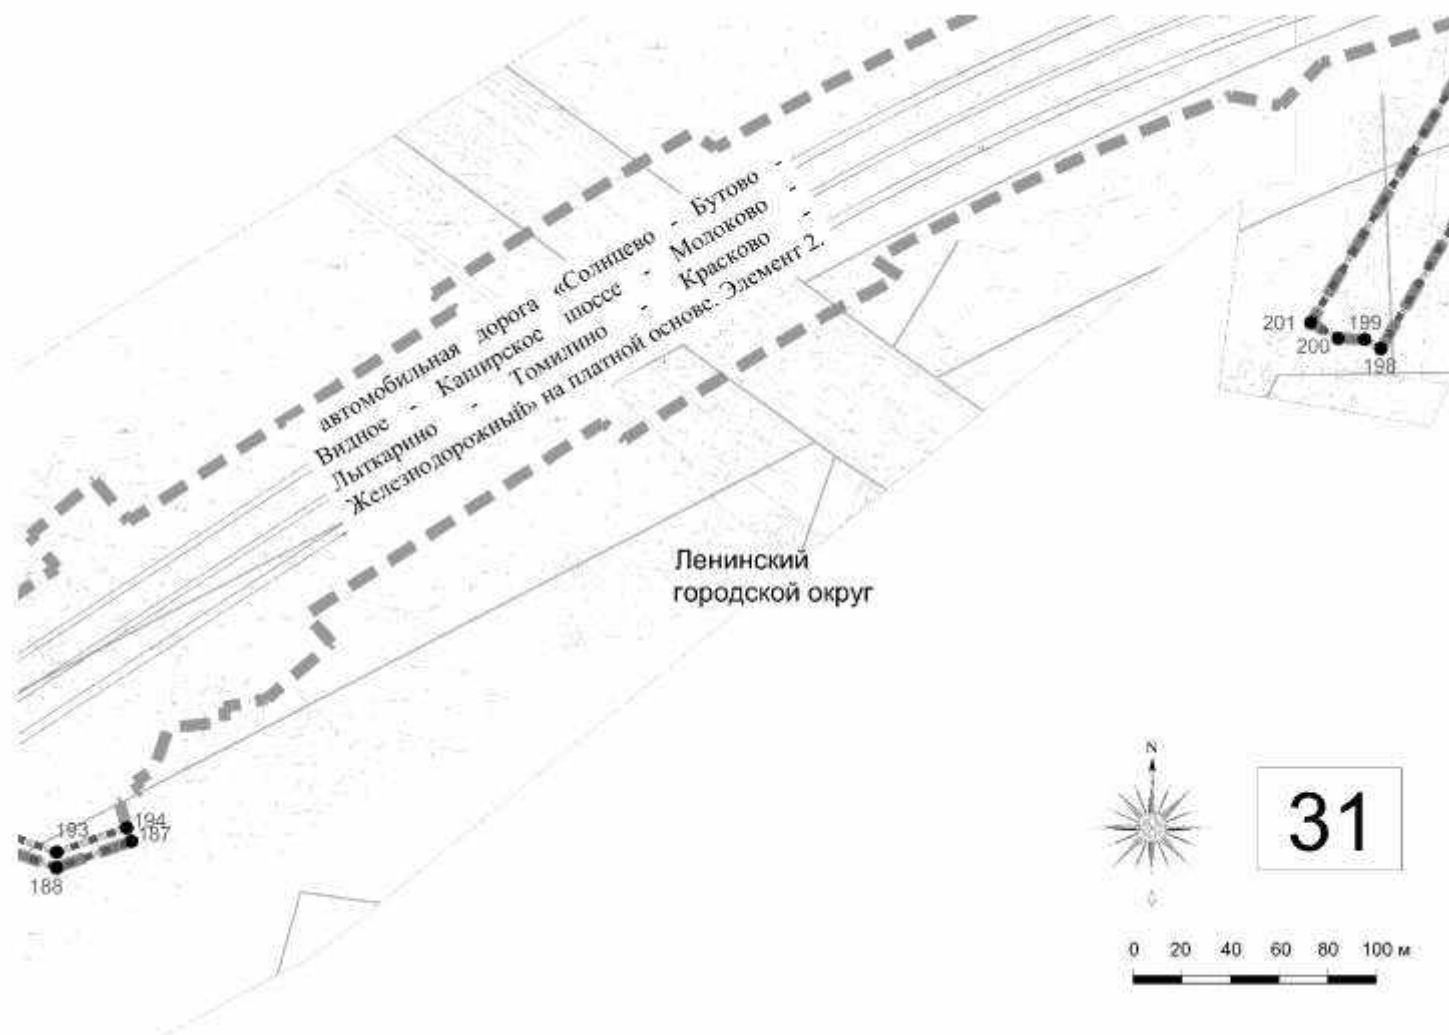 автомобильная дорога «Солнцево - Бутово -
Видное - Каширское шоссе - Молоково -
Лыткарино - Томилино - Красково -
Железнодорожный» на платной основе. Элемент 2.
201
199
200
198
Ленинский
городской округ
N
31
193
194
187
188
0 20 40 60 80 100 м